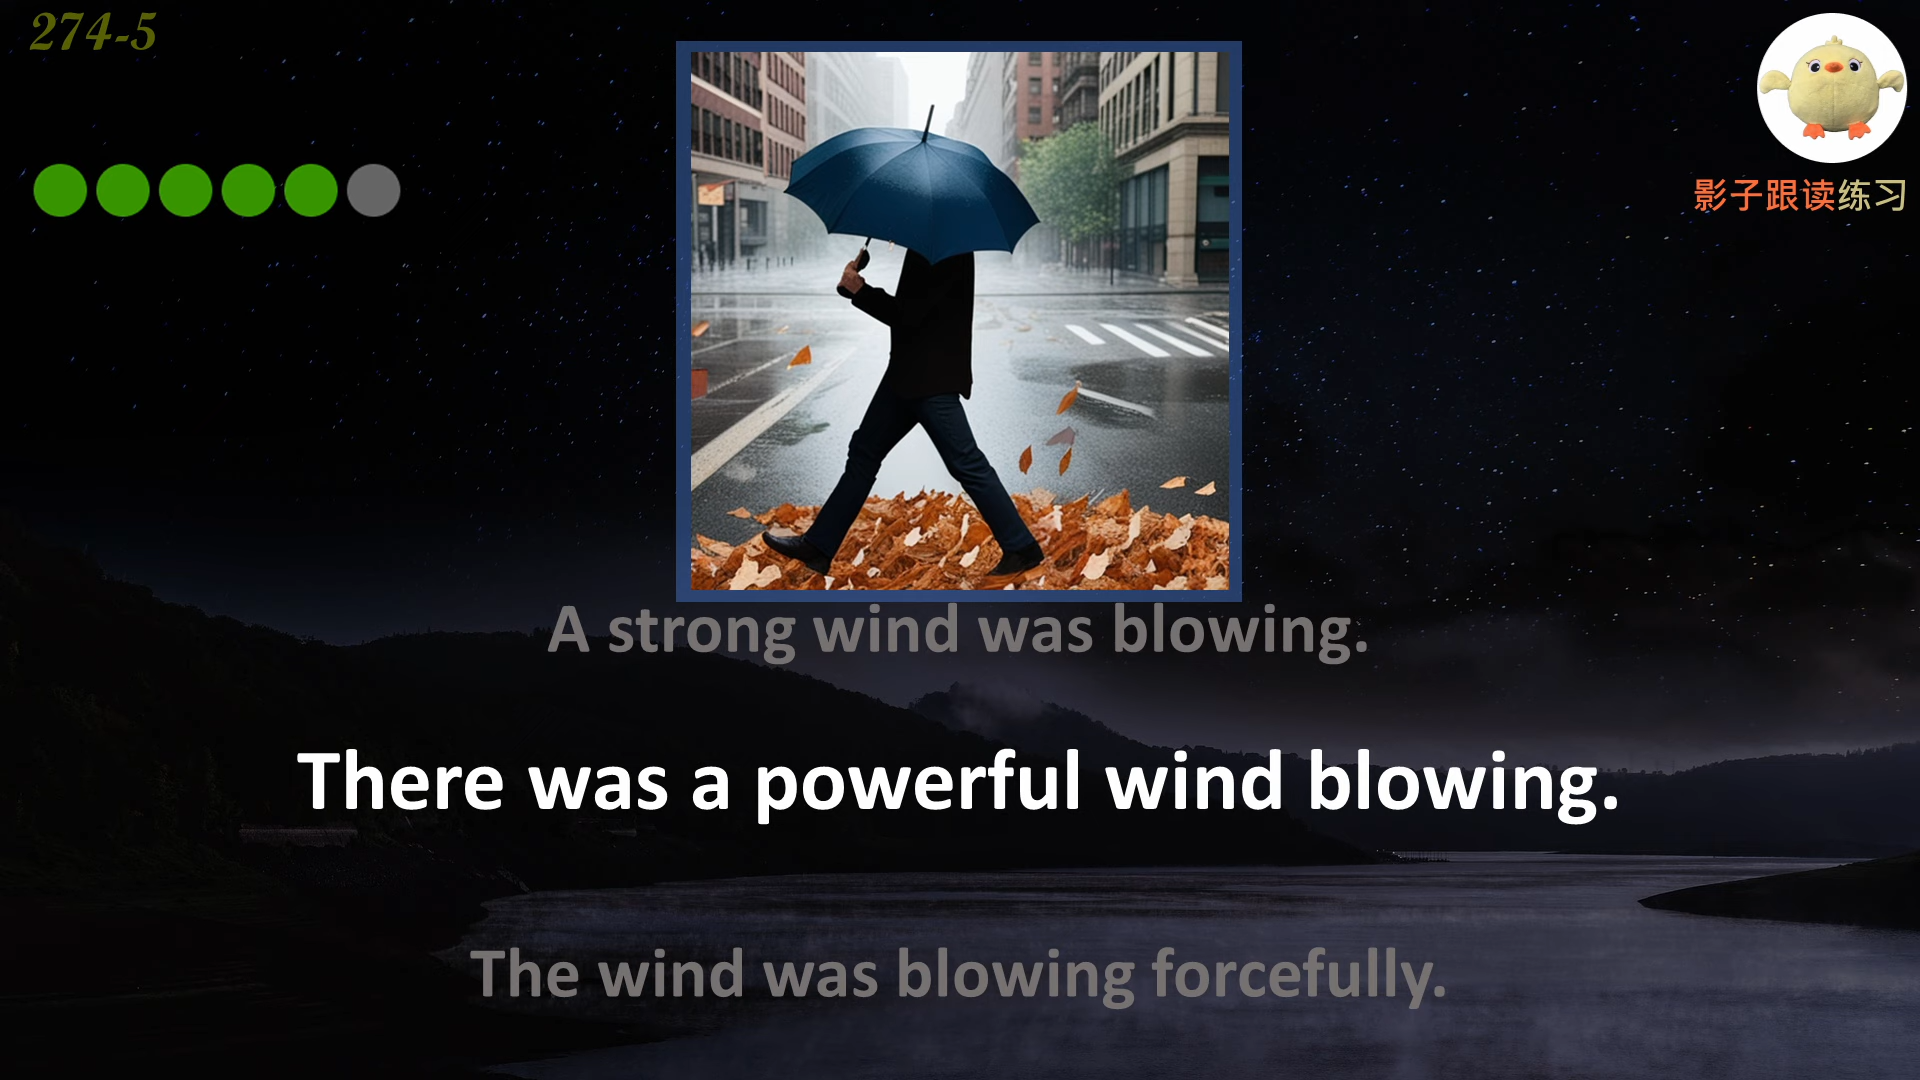 274-5
影子跟读练习
A strong wind was blowing.
There was a powerful wind blowing.
The wind was blowing forcefully.